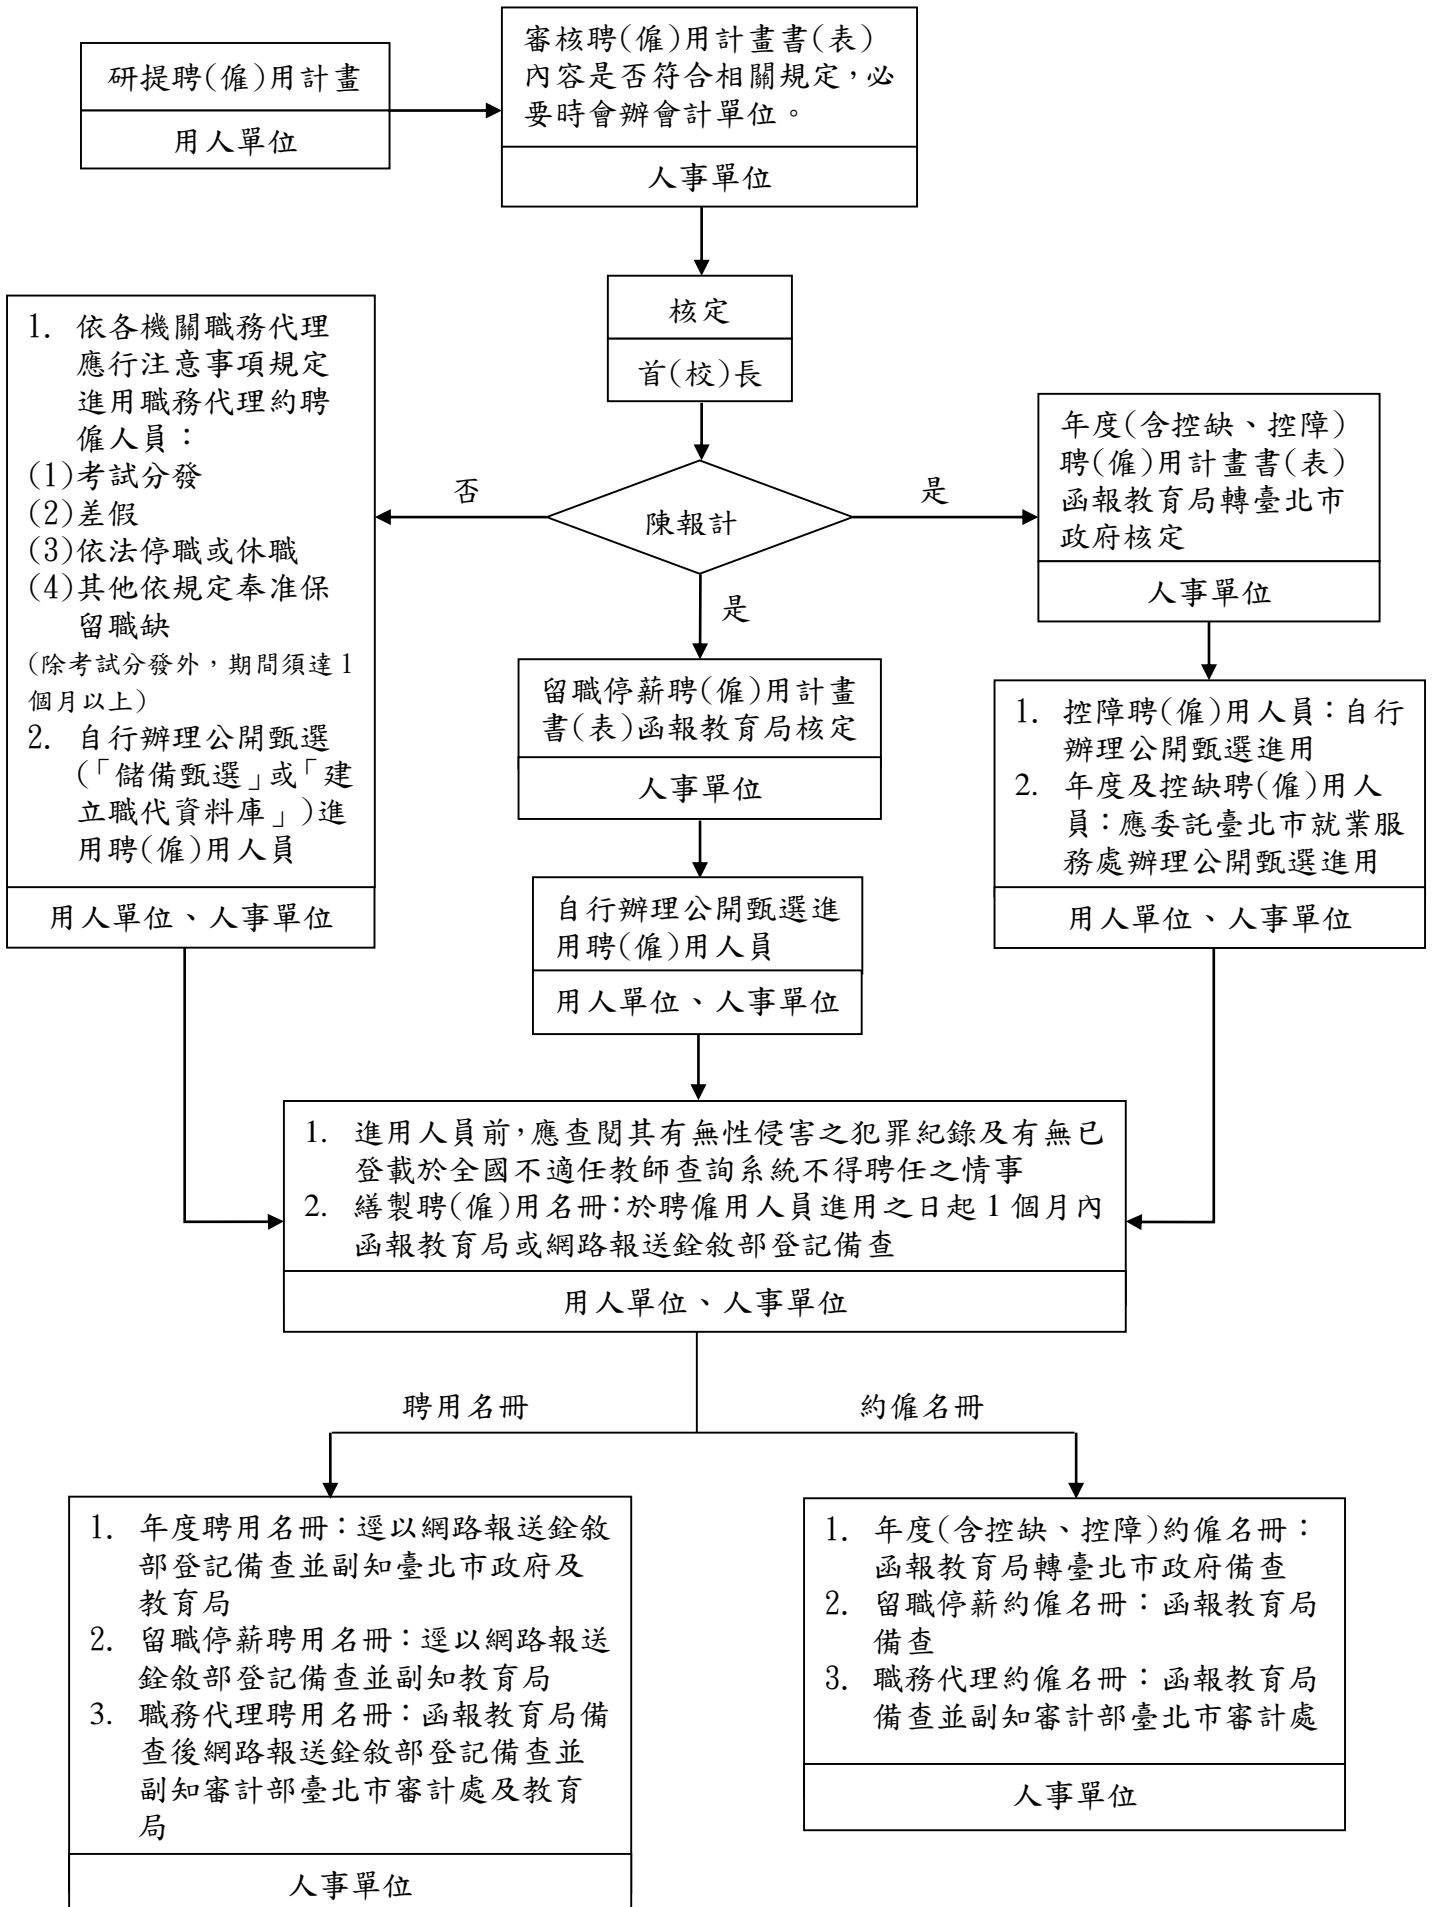 研提聘(僱)用計畫
用人單位
審核聘(僱)用計畫書(表)
內容是否符合相關規定，必
要時會辦會計單位。
人事單位
核定
首(校)長
陳報計
否
是
是
1. 依各機關職務代理
應行注意事項規定
進用職務代理約聘
僱人員：
(1)考試分發
(2)差假
(3)依法停職或休職
(4)其他依規定奉准保
留職缺
(除考試分發外，期間須達1
個月以上)
2. 自行辦理公開甄選
(「儲備甄選」或「建
立職代資料庫」)進
用聘(僱)用人員
用人單位、人事單位
留職停薪聘(僱)用計畫
書(表)函報教育局核定
人事單位
自行辦理公開甄選進
用聘(僱)用人員
用人單位、人事單位
年度(含控缺、控障)
聘(僱)用計畫書(表)
函報教育局轉臺北市
政府核定
人事單位
1. 控障聘(僱)用人員：自行
辦理公開甄選進用
2. 年度及控缺聘(僱)用人
員：應委託臺北市就業服
務處辦理公開甄選進用
用人單位、人事單位
1. 進用人員前，應查閱其有無性侵害之犯罪紀錄及有無已
登載於全國不適任教師查詢系統不得聘任之情事
2. 繕製聘(僱)用名冊：於聘僱用人員進用之日起 1 個月內
函報教育局或網路報送銓敘部登記備查
用人單位、人事單位
聘用名冊
約僱名冊
1. 年度聘用名冊：逕以網路報送銓敘
部登記備查並副知臺北市政府及
教育局
2. 留職停薪聘用名冊：逕以網路報送
銓敘部登記備查並副知教育局
3. 職務代理聘用名冊：函報教育局備
查後網路報送銓敘部登記備查並
副知審計部臺北市審計處及教育
局
人事單位
1. 年度(含控缺、控障)約僱名冊：
函報教育局轉臺北市政府備查
2. 留職停薪約僱名冊：函報教育局
備查
3. 職務代理約僱名冊：函報教育局
備查並副知審計部臺北市審計處
人事單位